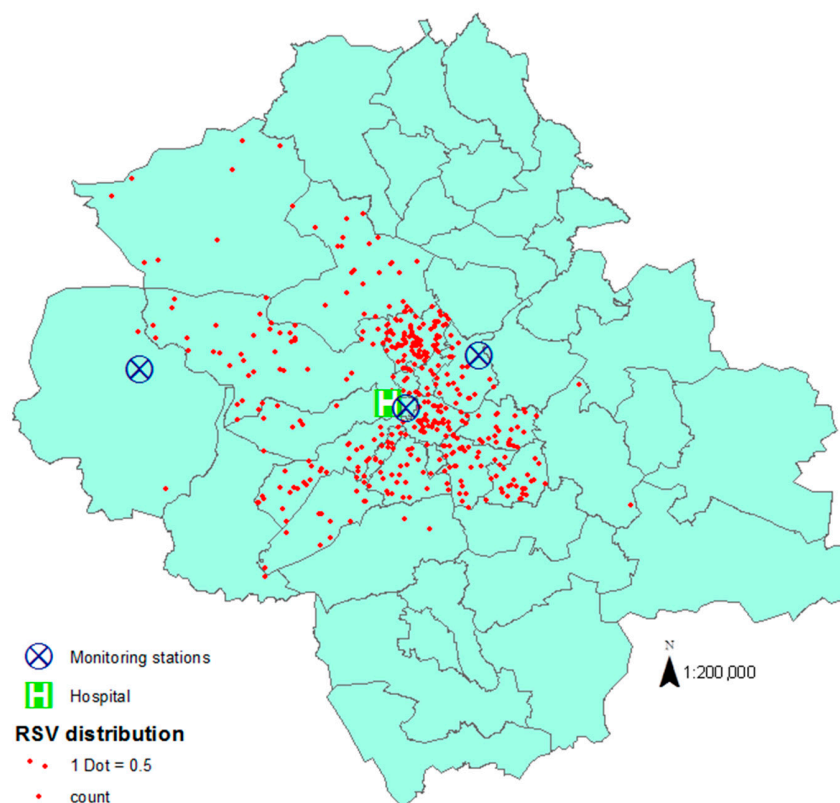 Monitoring stations
H Hospital
RSV distribution
1 Dot = 0.5
count
N
1:200,000
H